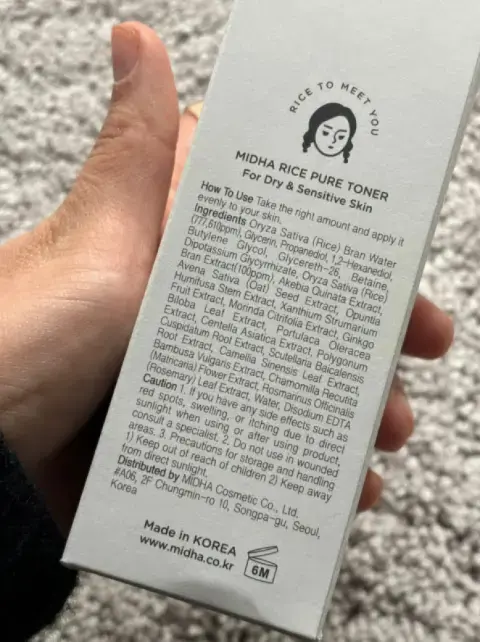 RICE TO MEET YOU
MIDHA RICE PURE TONER
For Dry & Sensitive Skin
How To Use Take the right amount and apply it
evenly to your skin.
Ingredients Oryza Sativa (Rice) Bran Water
(777,610ppm), Glycerin, Propanediol, 1,2-Hexanediol,
Butylene Glycol, Glycereth-26, Betaine,
Dipotassium Glycyrrhizate, Oryza Sativa (Rice)
Bran Extract(100ppm), Akebia Quinata Extract,
Avena Sativa (Oat) Seed Extract, Opuntia
Humifusa Stem Extract, Xanthium Strumarium
Fruit Extract, Morinda Citrifolia Extract, Ginkgo
Biloba Leaf Extract, Portulaca Oleracea
Extract, Centella Asiatica Extract, Polygonum
Cuspidatum Root Extract, Scutellaria Baicalensis
Root Extract, Camellia Sinensis Leaf Extract,
Bambusa Vulgaris Extract, Chamomilla Recutita
(Matricaria) Flower Extract, Rosmarinus Officinalis
(Rosemary) Leaf Extract, Water, Disodium EDTA
Caution 1. If you have any side effects such as
red spots, swelling, or itching due to direct
sunlight when using or after using product,
consult a specialist. 2. Do not use in wounded
areas. 3. Precautions for storage and handling
1) Keep out of reach of children 2) Keep away
from direct sunlight.
Distributed by MIDHA Cosmetic Co., Ltd.
#A06, 2F Chungmin-ro 10, Songpa-gu, Seoul,
Korea
Made in KOREA
www.midha.co.kr
6M